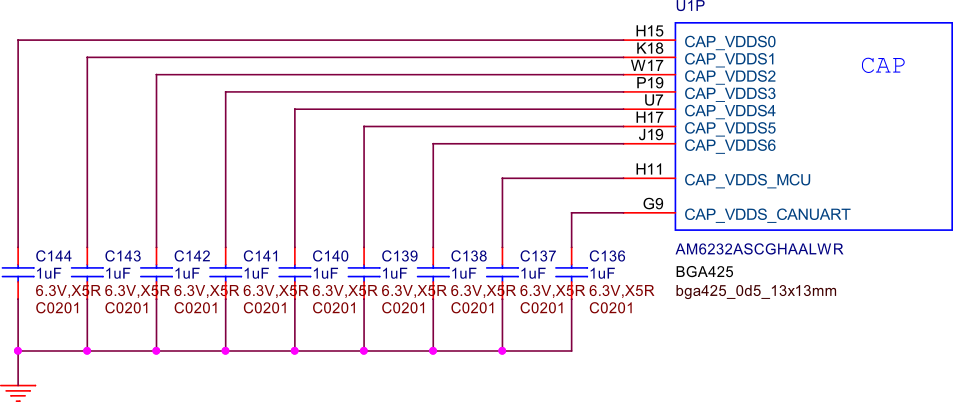 U1P
H15 CAP_VDDS0
K18 CAP_VDDS1
CAP
W17 CAP_VDDS2
P19 CAP_VDDS3
U7 CAP_VDDS4
H17 CAP_VDDS5
J19 CAP_VDDS6
H11 CAP_VDDS_MCU
G9 CAP_VDDS_CANUART
C144 C143 C142 C141 C140 C139 C138 C137 C136 AM6232ASCGHAALWR
1uF 1uF 1uF 1uF 1uF 1uF 1uF 1uF 1uF BGA425
6.3V,X5R 6.3V,X5R 6.3V,X5R 6.3V,X5R 6.3V,X5R 6.3V,X5R 6.3V,X5R 6.3V,X5R 6.3V,X5R bga425_0d5_13x13mm
C0201 C0201 C0201 C0201 C0201 C0201 C0201 C0201 C0201